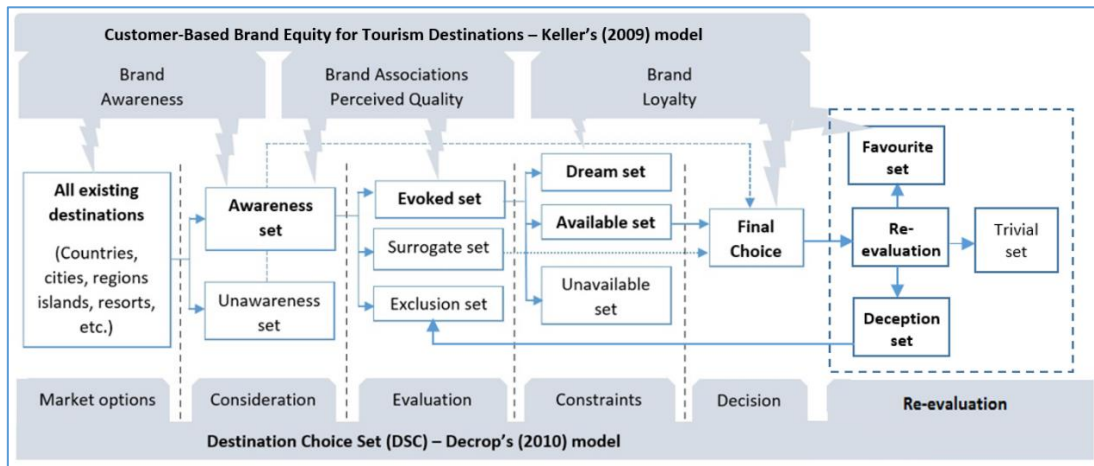 Customer-Based Brand Equity for Tourism Destinations – Keller's (2009) model
Brand
Awareness
Brand Associations
Perceived Quality
Brand
Loyalty
All existing
destinations
(Countries,
cities, regions
islands, resorts,
etc.)
Awareness
set
Unawareness
set
Evoked set
Surrogate set
Exclusion set
Dream set
Available set
Unavailable
set
Final
Choice
Favourite
set
Re-
evaluation
Trivial
set
Deception
set
Market options
Consideration
Evaluation
Constraints
Decision
Re-evaluation
Destination Choice Set (DSC) – Decrop's (2010) model